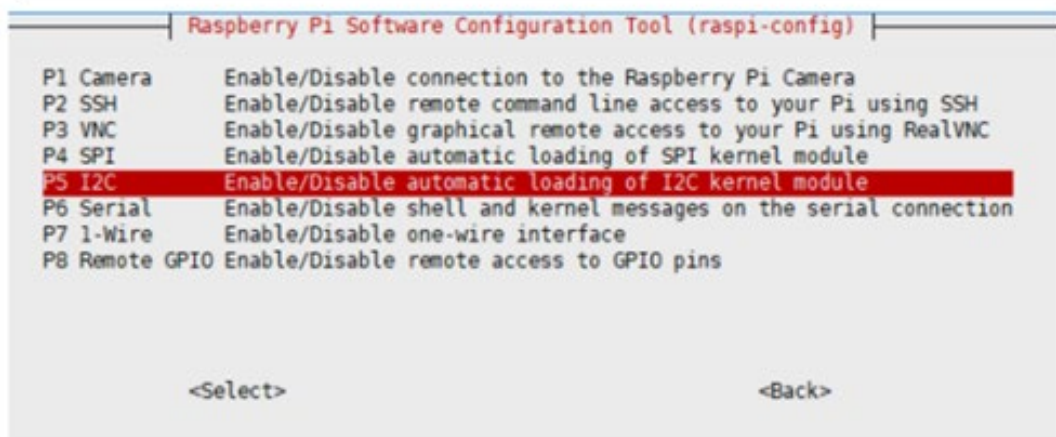 Raspberry Pi Software Configuration Tool (raspi-config)
P1 Camera Enable/Disable connection to the Raspberry Pi Camera
P2 SSH Enable/Disable remote command line access to your Pi using SSH
P3 VNC Enable/Disable graphical remote access to your Pi using RealVNC
P4 SPI Enable/Disable automatic loading of SPI kernel module
P5 I2C Enable/Disable automatic loading of I2C kernel module
P6 Serial Enable/Disable shell and kernel messages on the serial connection
P7 1-Wire Enable/Disable one-wire interface
P8 Remote GPIO Enable/Disable remote access to GPIO pins
<Select> <Back>